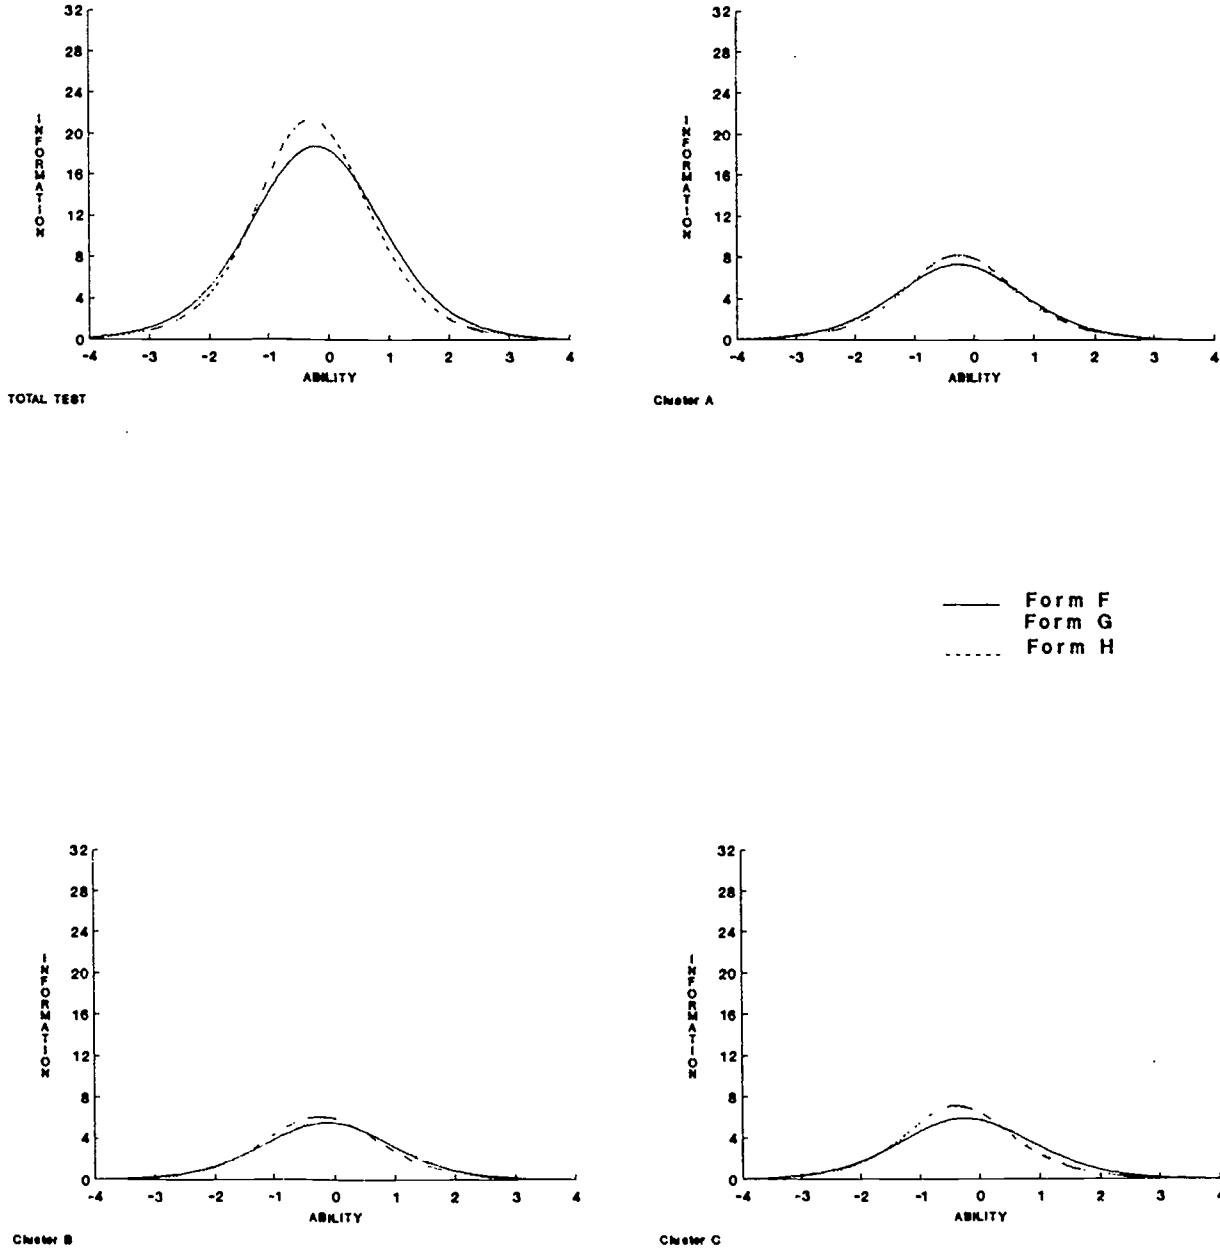 32
28
24
20
16
12
8
4
0
INFORMATION
-4 -3 -2 -1 0 1 2 3 4
ABILITY
TOTAL TEST
32
28
24
20
16
12
8
4
0
INFORMATION
-4 -3 -2 -1 0 1 2 3 4
ABILITY
Cluster A
Form F
Form G
Form H
32
28
24
20
16
12
8
4
0
INFORMATION
-4 -3 -2 -1 0 1 2 3 4
ABILITY
Cluster B
32
28
24
20
16
12
8
4
0
INFORMATION
-4 -3 -2 -1 0 1 2 3 4
ABILITY
Cluster C